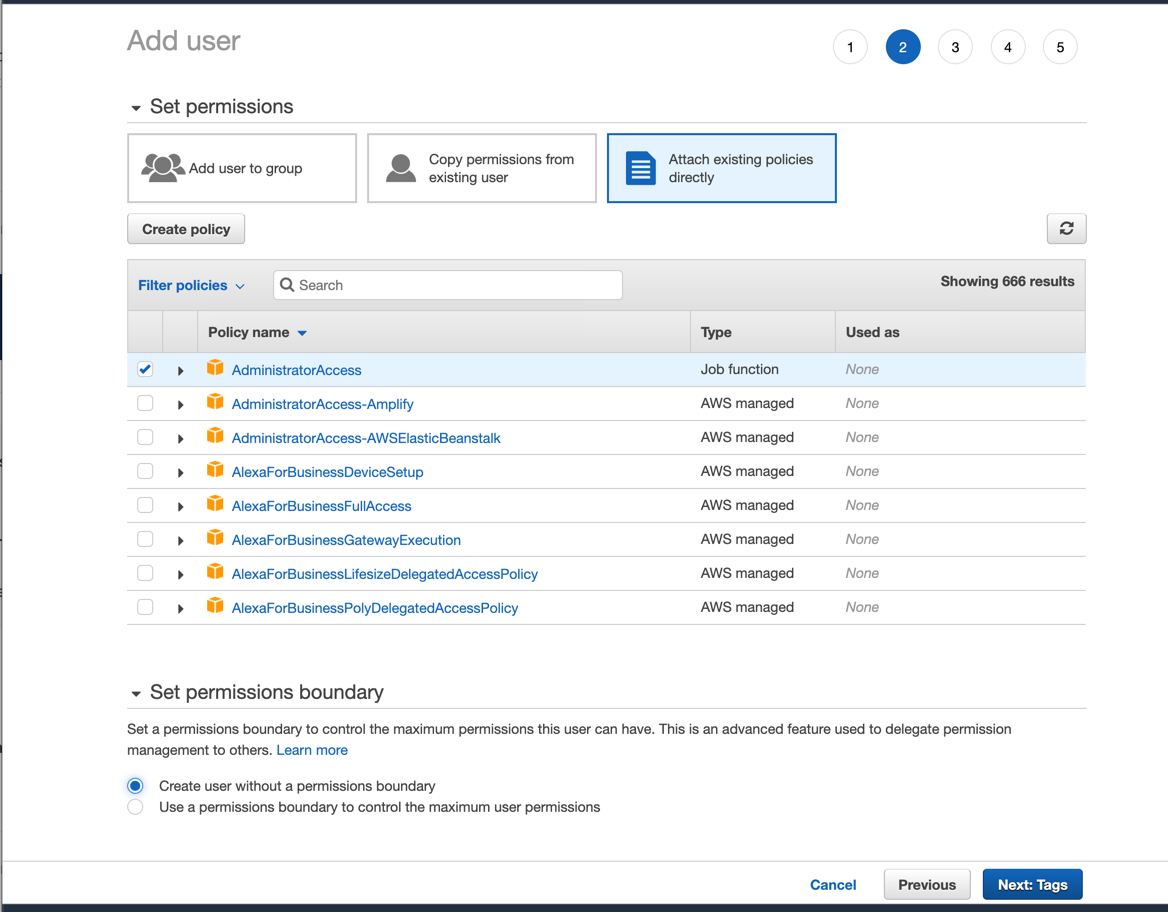 Add user
1 2 3 4 5
Set permissions
Add user to group
Copy permissions from
existing user
Attach existing policies
directly
Create policy
Filter policies Search Showing 666 results
Policy name Type Used as
AdministratorAccess Job function None
AdministratorAccess-Amplify AWS managed None
AdministratorAccess-AWSElasticBeanstalk AWS managed None
AlexaForBusinessDeviceSetup AWS managed None
AlexaForBusinessFullAccess AWS managed None
AlexaForBusinessGatewayExecution AWS managed None
AlexaForBusinessLifesizeDelegatedAccessPolicy AWS managed None
AlexaForBusinessPolyDelegatedAccessPolicy AWS managed None
Set permissions boundary
Set a permissions boundary to control the maximum permissions this user can have. This is an advanced feature used to delegate permission
management to others. Learn more
Create user without a permissions boundary
Use a permissions boundary to control the maximum user permissions
Cancel Previous Next: Tags